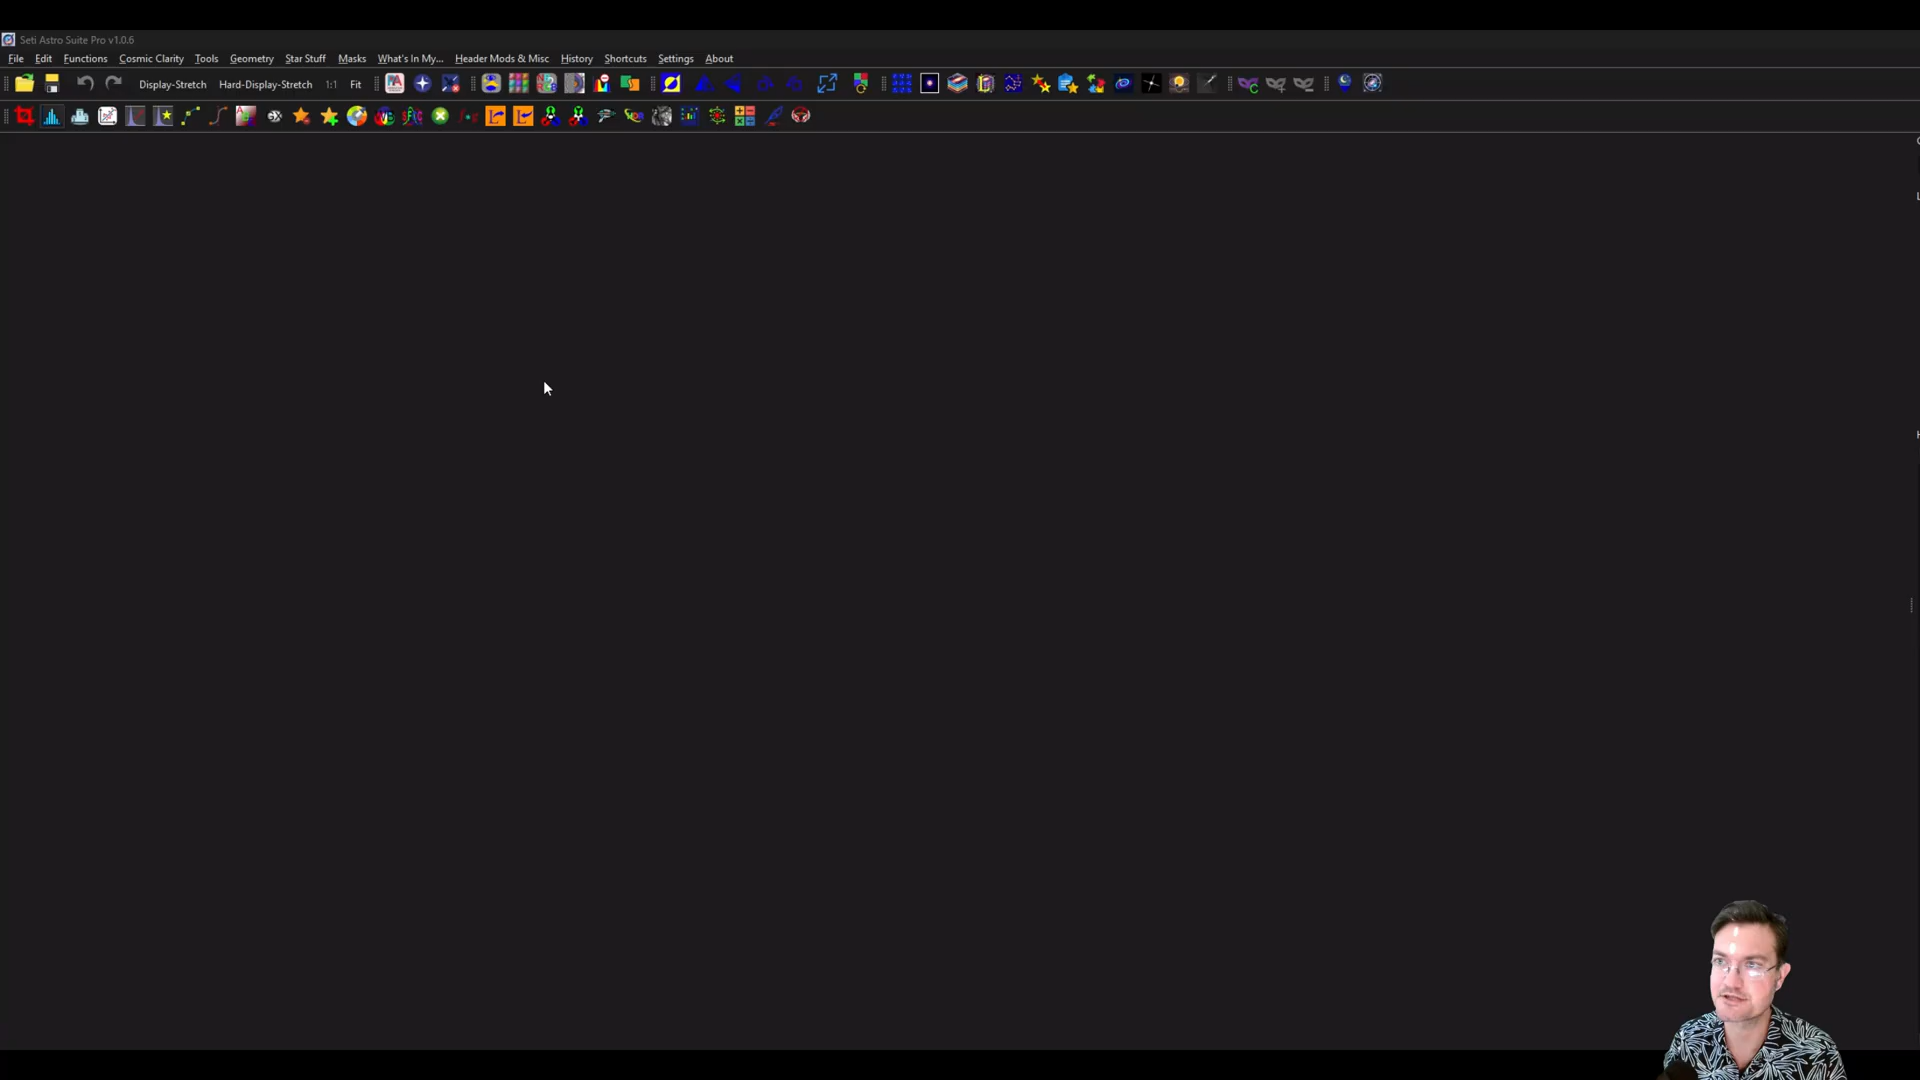 Seti Astro Suite Pro v1.0.6
File Edit Functions Cosmic Clarity Tools Geometry Star Stuff Masks What's In My... Header Mods & Misc History Shortcuts Settings About
Display-Stretch Hard-Display-Stretch 1:1 Fit